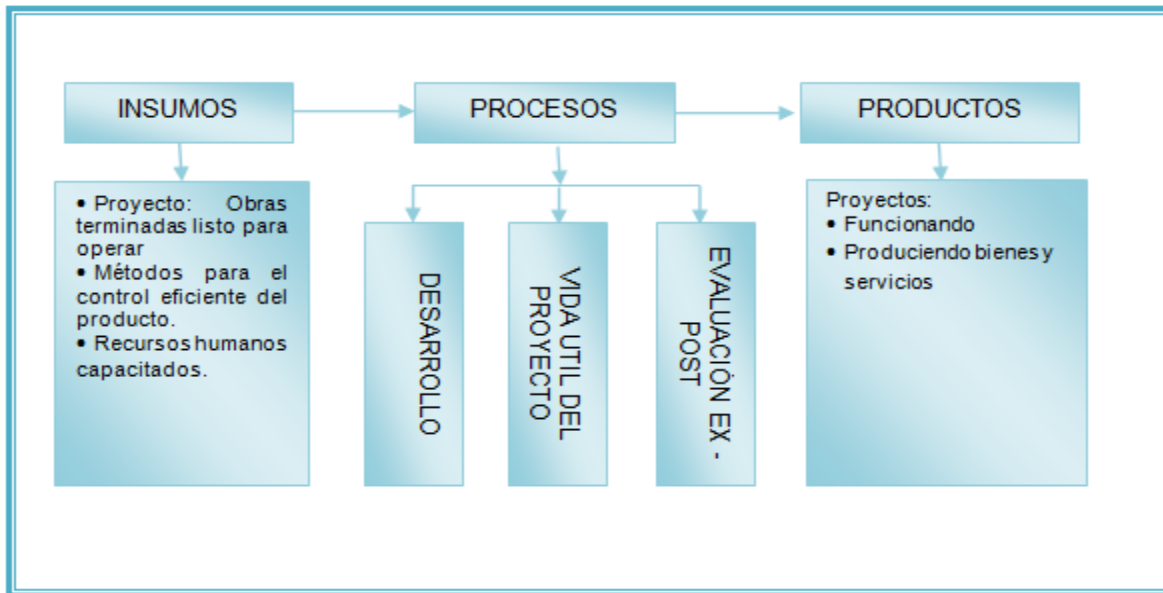 INSUMOS
PROCESOS
PRODUCTOS
• Proyecto: Obras
terminadas listo para
operar
• Métodos para el
control eficiente del
producto.
• Recursos humanos
capacitados.
DESARROLLO
VIDA UTIL DEL
PROYECTO
EVALUACIÓN EX -
POST
Proyectos:
• Funcionando
• Produciendo bienes y
servicios